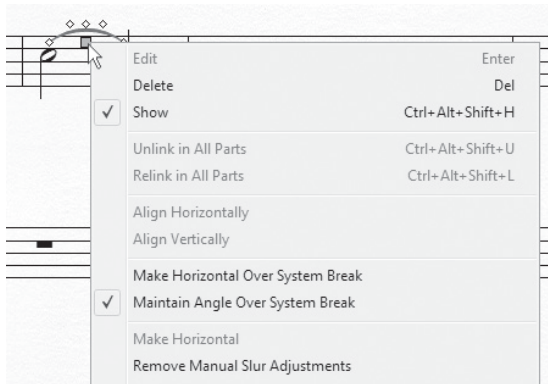 Edit Enter
Delete Del
Show Ctrl+Alt+Shift+H
Unlink in All Parts Ctrl+Alt+Shift+U
Relink in All Parts Ctrl+Alt+Shift+L
Align Horizontally
Align Vertically
Make Horizontal Over System Break
Maintain Angle Over System Break
Make Horizontal
Remove Manual Slur Adjustments